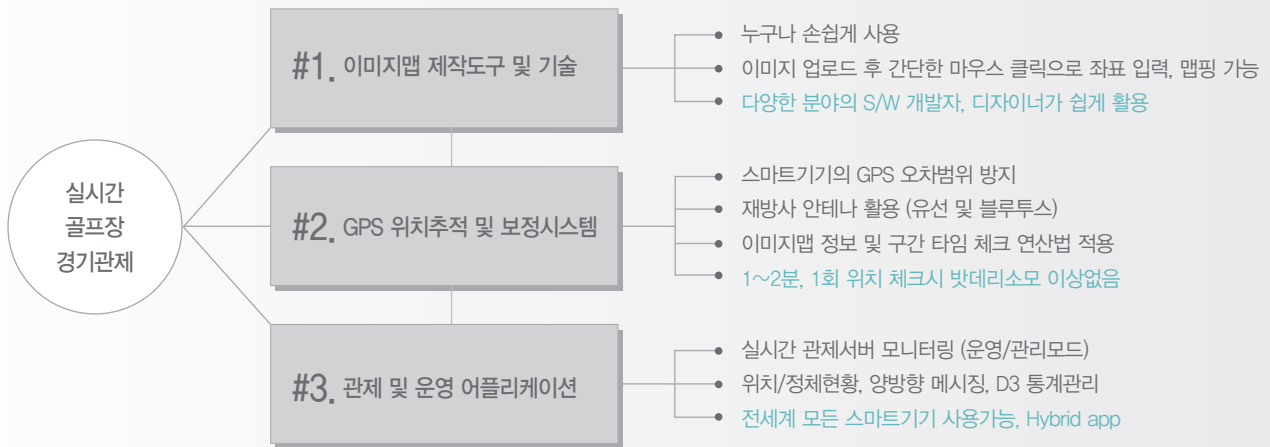 실시간
골프장
경기관제
#1. 이미지맵 제작도구 및 기술
누구나 손쉽게 사용
이미지 업로드 후 간단한 마우스 클릭으로 좌표 입력, 맵핑 가능
다양한 분야의 S/W 개발자, 디자이너가 쉽게 활용
#2. GPS 위치추적 및 보정시스템
스마트기기의 GPS 오차범위 방지
재방사 안테나 활용 (유선 및 블루투스)
이미지맵 정보 및 구간 타임 체크 연산법 적용
1~2분, 1회 위치 체크시 밧데리소모 이상없음
#3. 관제 및 운영 어플리케이션
실시간 관제서버 모니터링 (운영/관리모드)
위치/정체현황, 양방향 메시징, D3 통계관리
전세계 모든 스마트기기 사용가능, Hybrid app